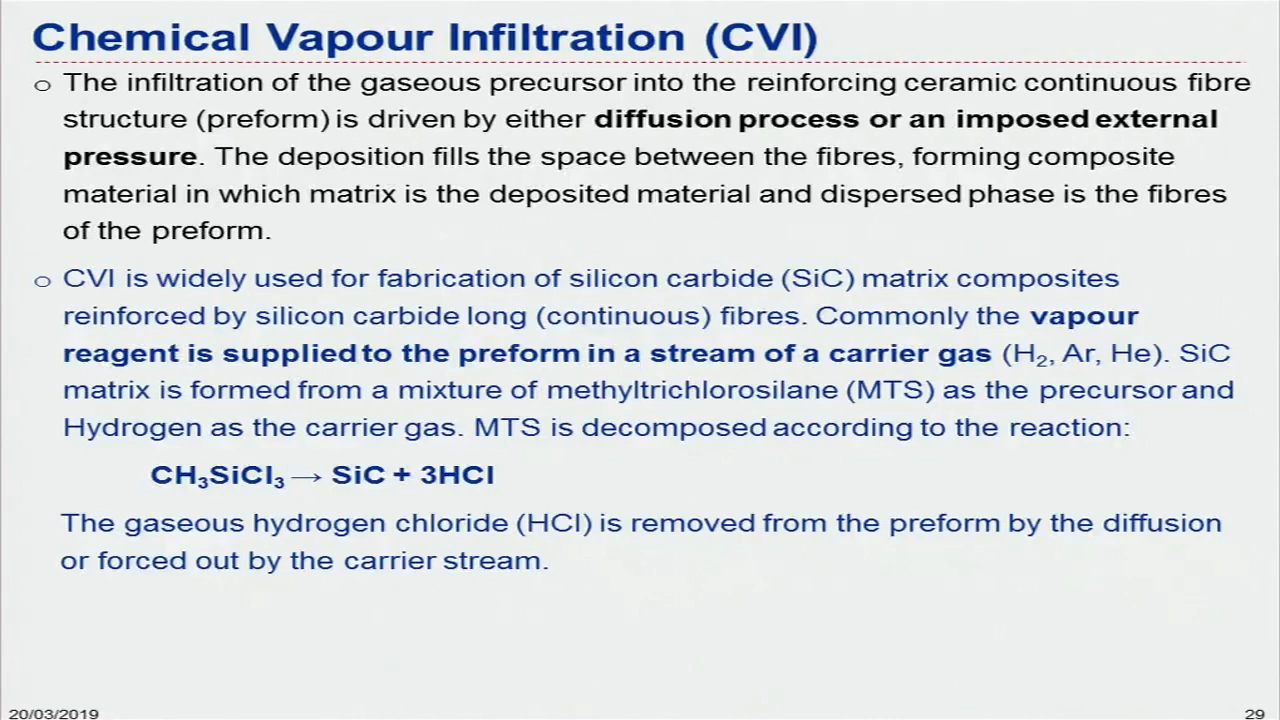 Chemical Vapour Infiltration (CVI)
o The infiltration of the gaseous precursor into the reinforcing ceramic continuous fibre
structure (preform) is driven by either diffusion process or an imposed external
pressure. The deposition fills the space between the fibres, forming composite
material in which matrix is the deposited material and dispersed phase is the fibres
of the preform.
o CVI is widely used for fabrication of silicon carbide (SiC) matrix composites
reinforced by silicon carbide long (continuous) fibres. Commonly the vapour
reagent is supplied to the preform in a stream of a carrier gas (H₂, Ar, He). SiC
matrix is formed from a mixture of methyltrichlorosilane (MTS) as the precursor and
Hydrogen as the carrier gas. MTS is decomposed according to the reaction:
CH₃SiCl₃ → SiC + 3HCl
The gaseous hydrogen chloride (HCl) is removed from the preform by the diffusion
or forced out by the carrier stream.
20/03/2019
29